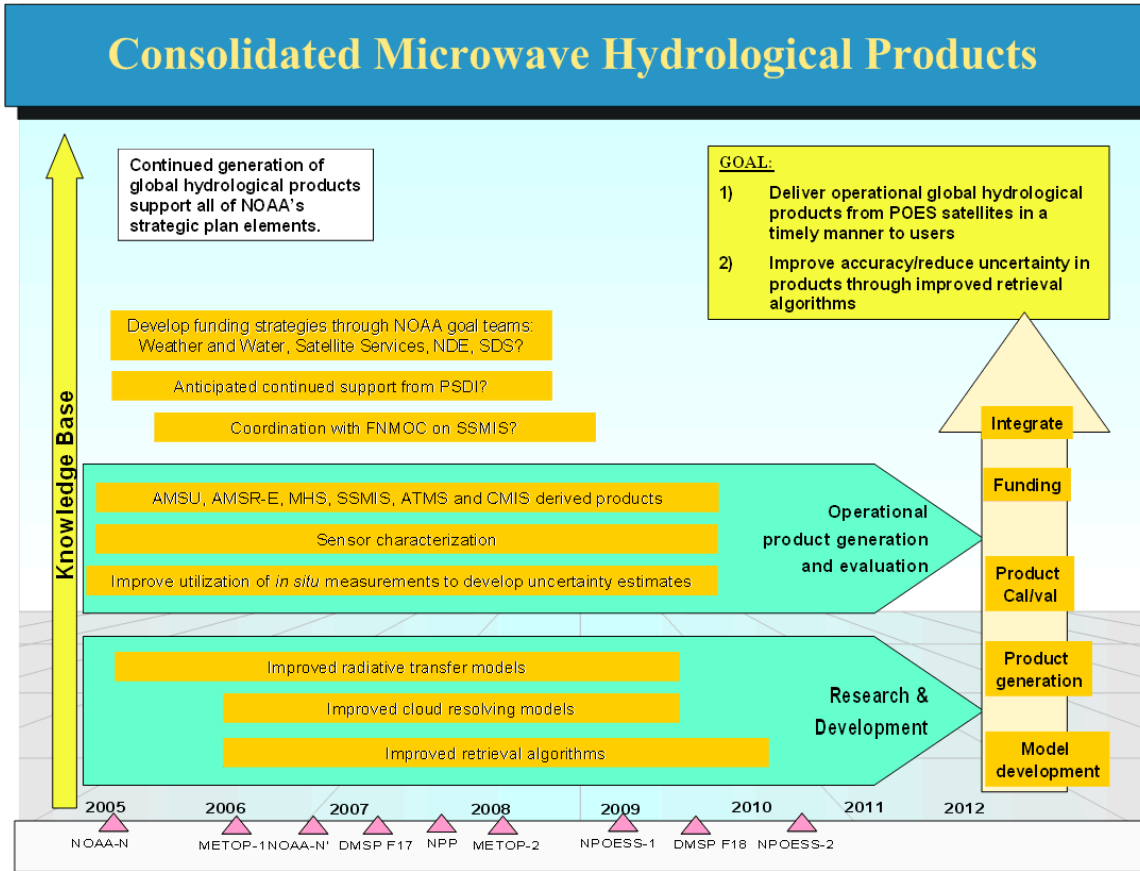 Consolidated Microwave Hydrological Products
Continued generation of
global hydrological products
support all of NOAA's
strategic plan elements.
GOAL:
1) Deliver operational global hydrological
products from POES satellites in a
timely manner to users
2) Improve accuracy/reduce uncertainty in
products through improved retrieval
algorithms
Knowledge Base
Develop funding strategies through NOAA goal teams:
Weather and Water, Satellite Services, NDE, SDS?
Anticipated continued support from PSDI?
Coordination with FNMOC on SSMIS?
AMSU, AMSR-E, MHS, SSMIS, ATMS and CMIS derived products
Sensor characterization
Improve utilization of in situ measurements to develop uncertainty estimates
Operational
product generation
and evaluation
Improved radiative transfer models
Improved cloud resolving models
Improved retrieval algorithms
Research &
Development
Integrate
Funding
Product
Cal/val
Product
generation
Model
development
2005 2006 2007 2008 2009 2010 2011 2012
NOAA-N METOP-1 NOAA-N' DMSP F17 NPP METOP-2 NPOESS-1 DMSP F18 NPOESS-2